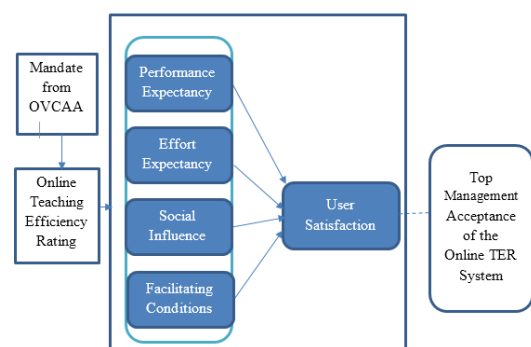 Mandate
from
OVCAA
Online
Teaching
Efficiency
Rating
Performance
Expectancy
Effort
Expectancy
Social
Influence
Facilitating
Conditions
User
Satisfaction
Top
Management
Acceptance
of the
Online TER
System